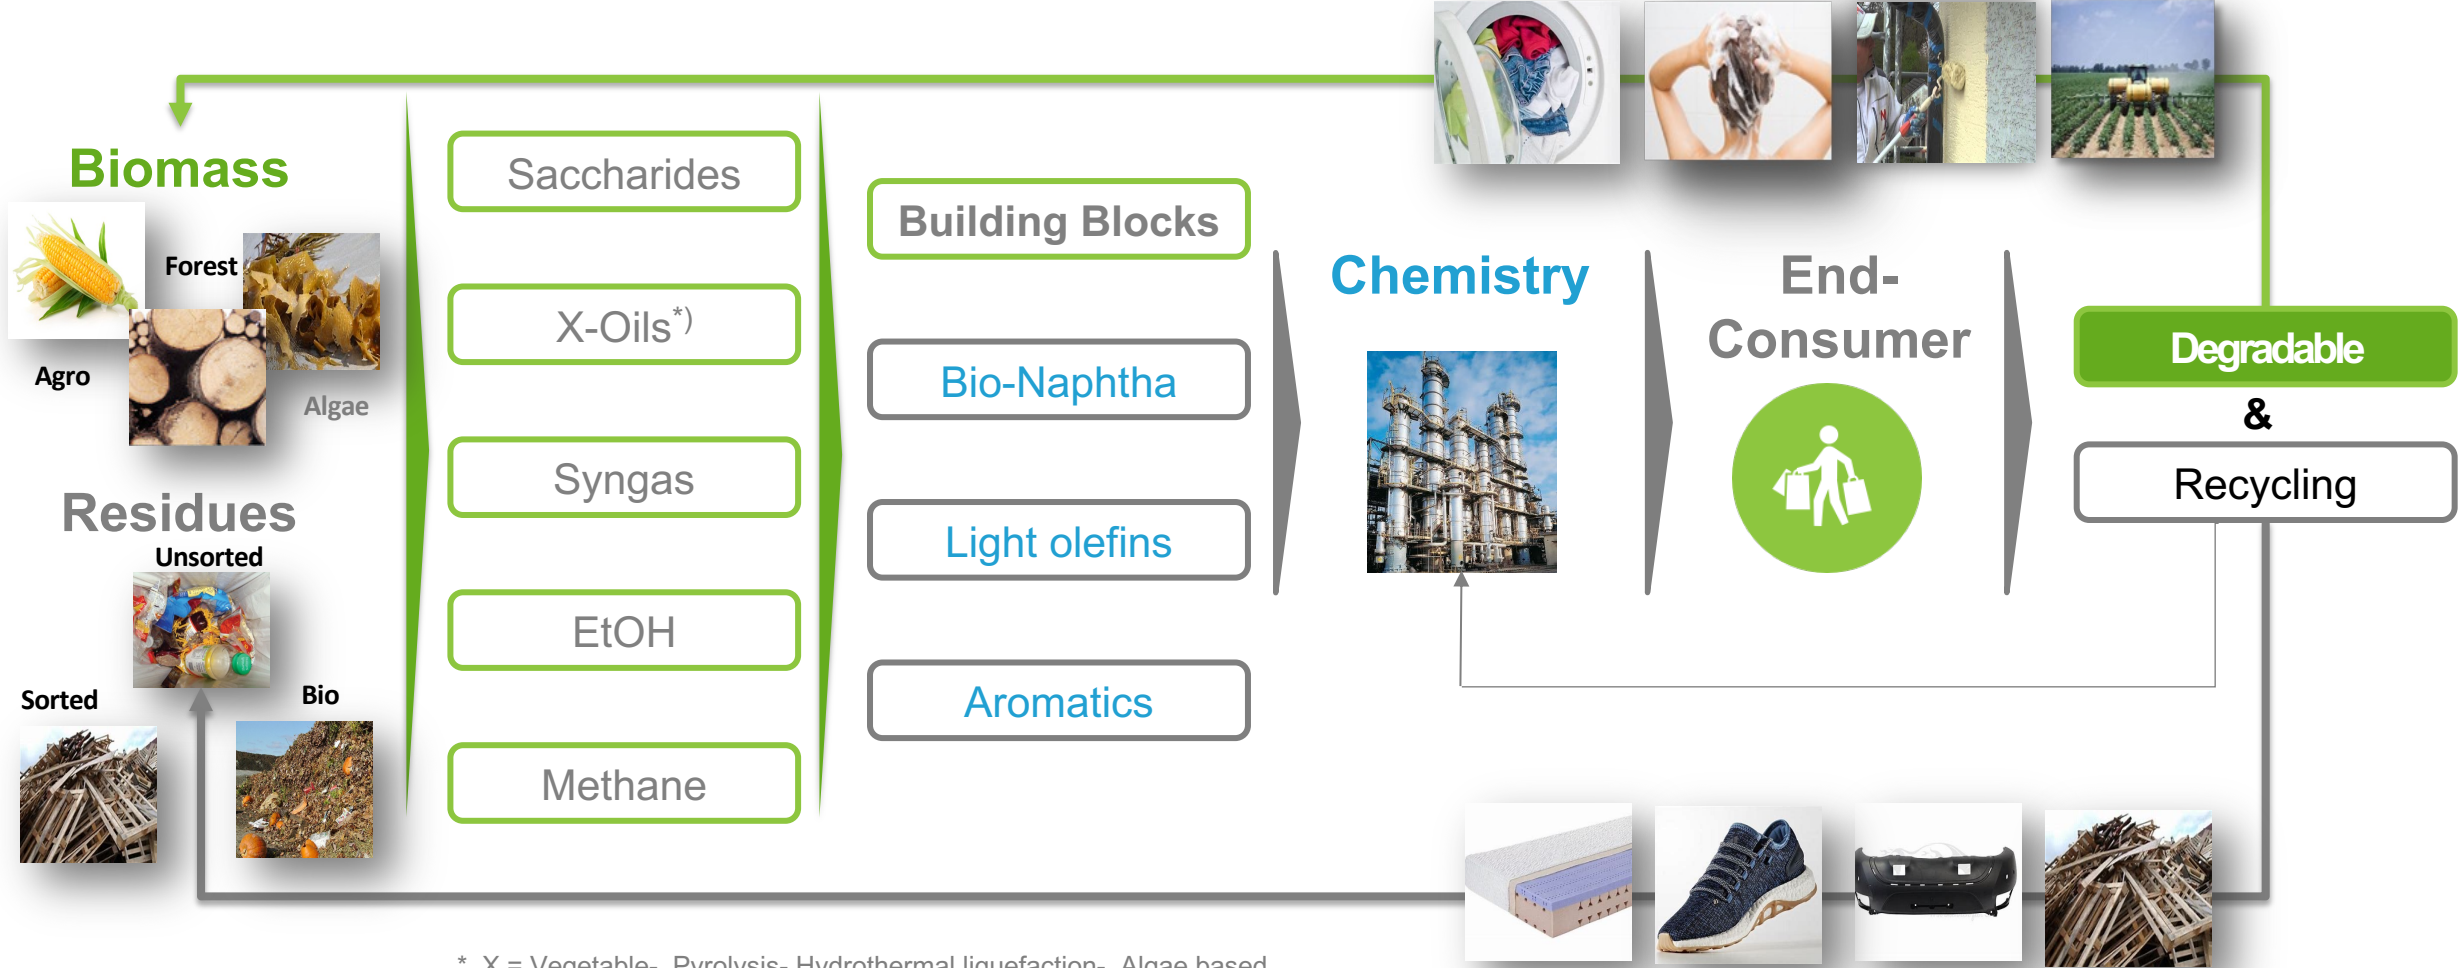 Biomass
Forest
Agro
Algae
Residues
Unsorted
Sorted
Bio
Saccharides
X-Oils*)
Syngas
EtOH
Methane
Building Blocks
Bio-Naphtha
Light olefins
Aromatics
Chemistry
End-
Consumer
Degradable
&
Recycling
* X = Vegetable-, Pyrolysis-,Hydrothermal liquefaction-, Algae based